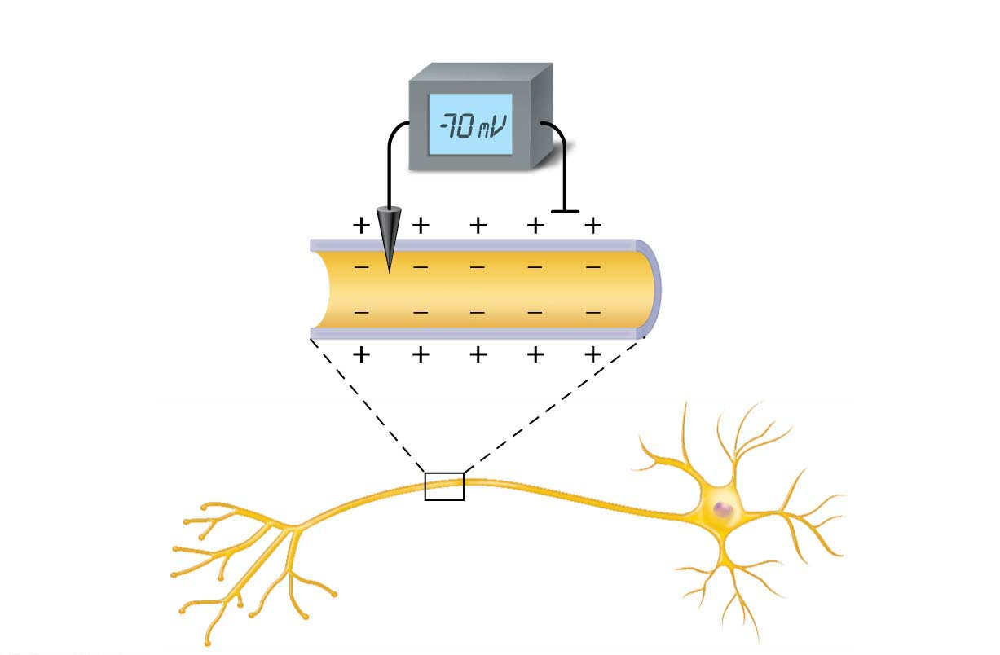 -70 mV
+ + + + +
− − − − −
− − − − −
+ + + + +